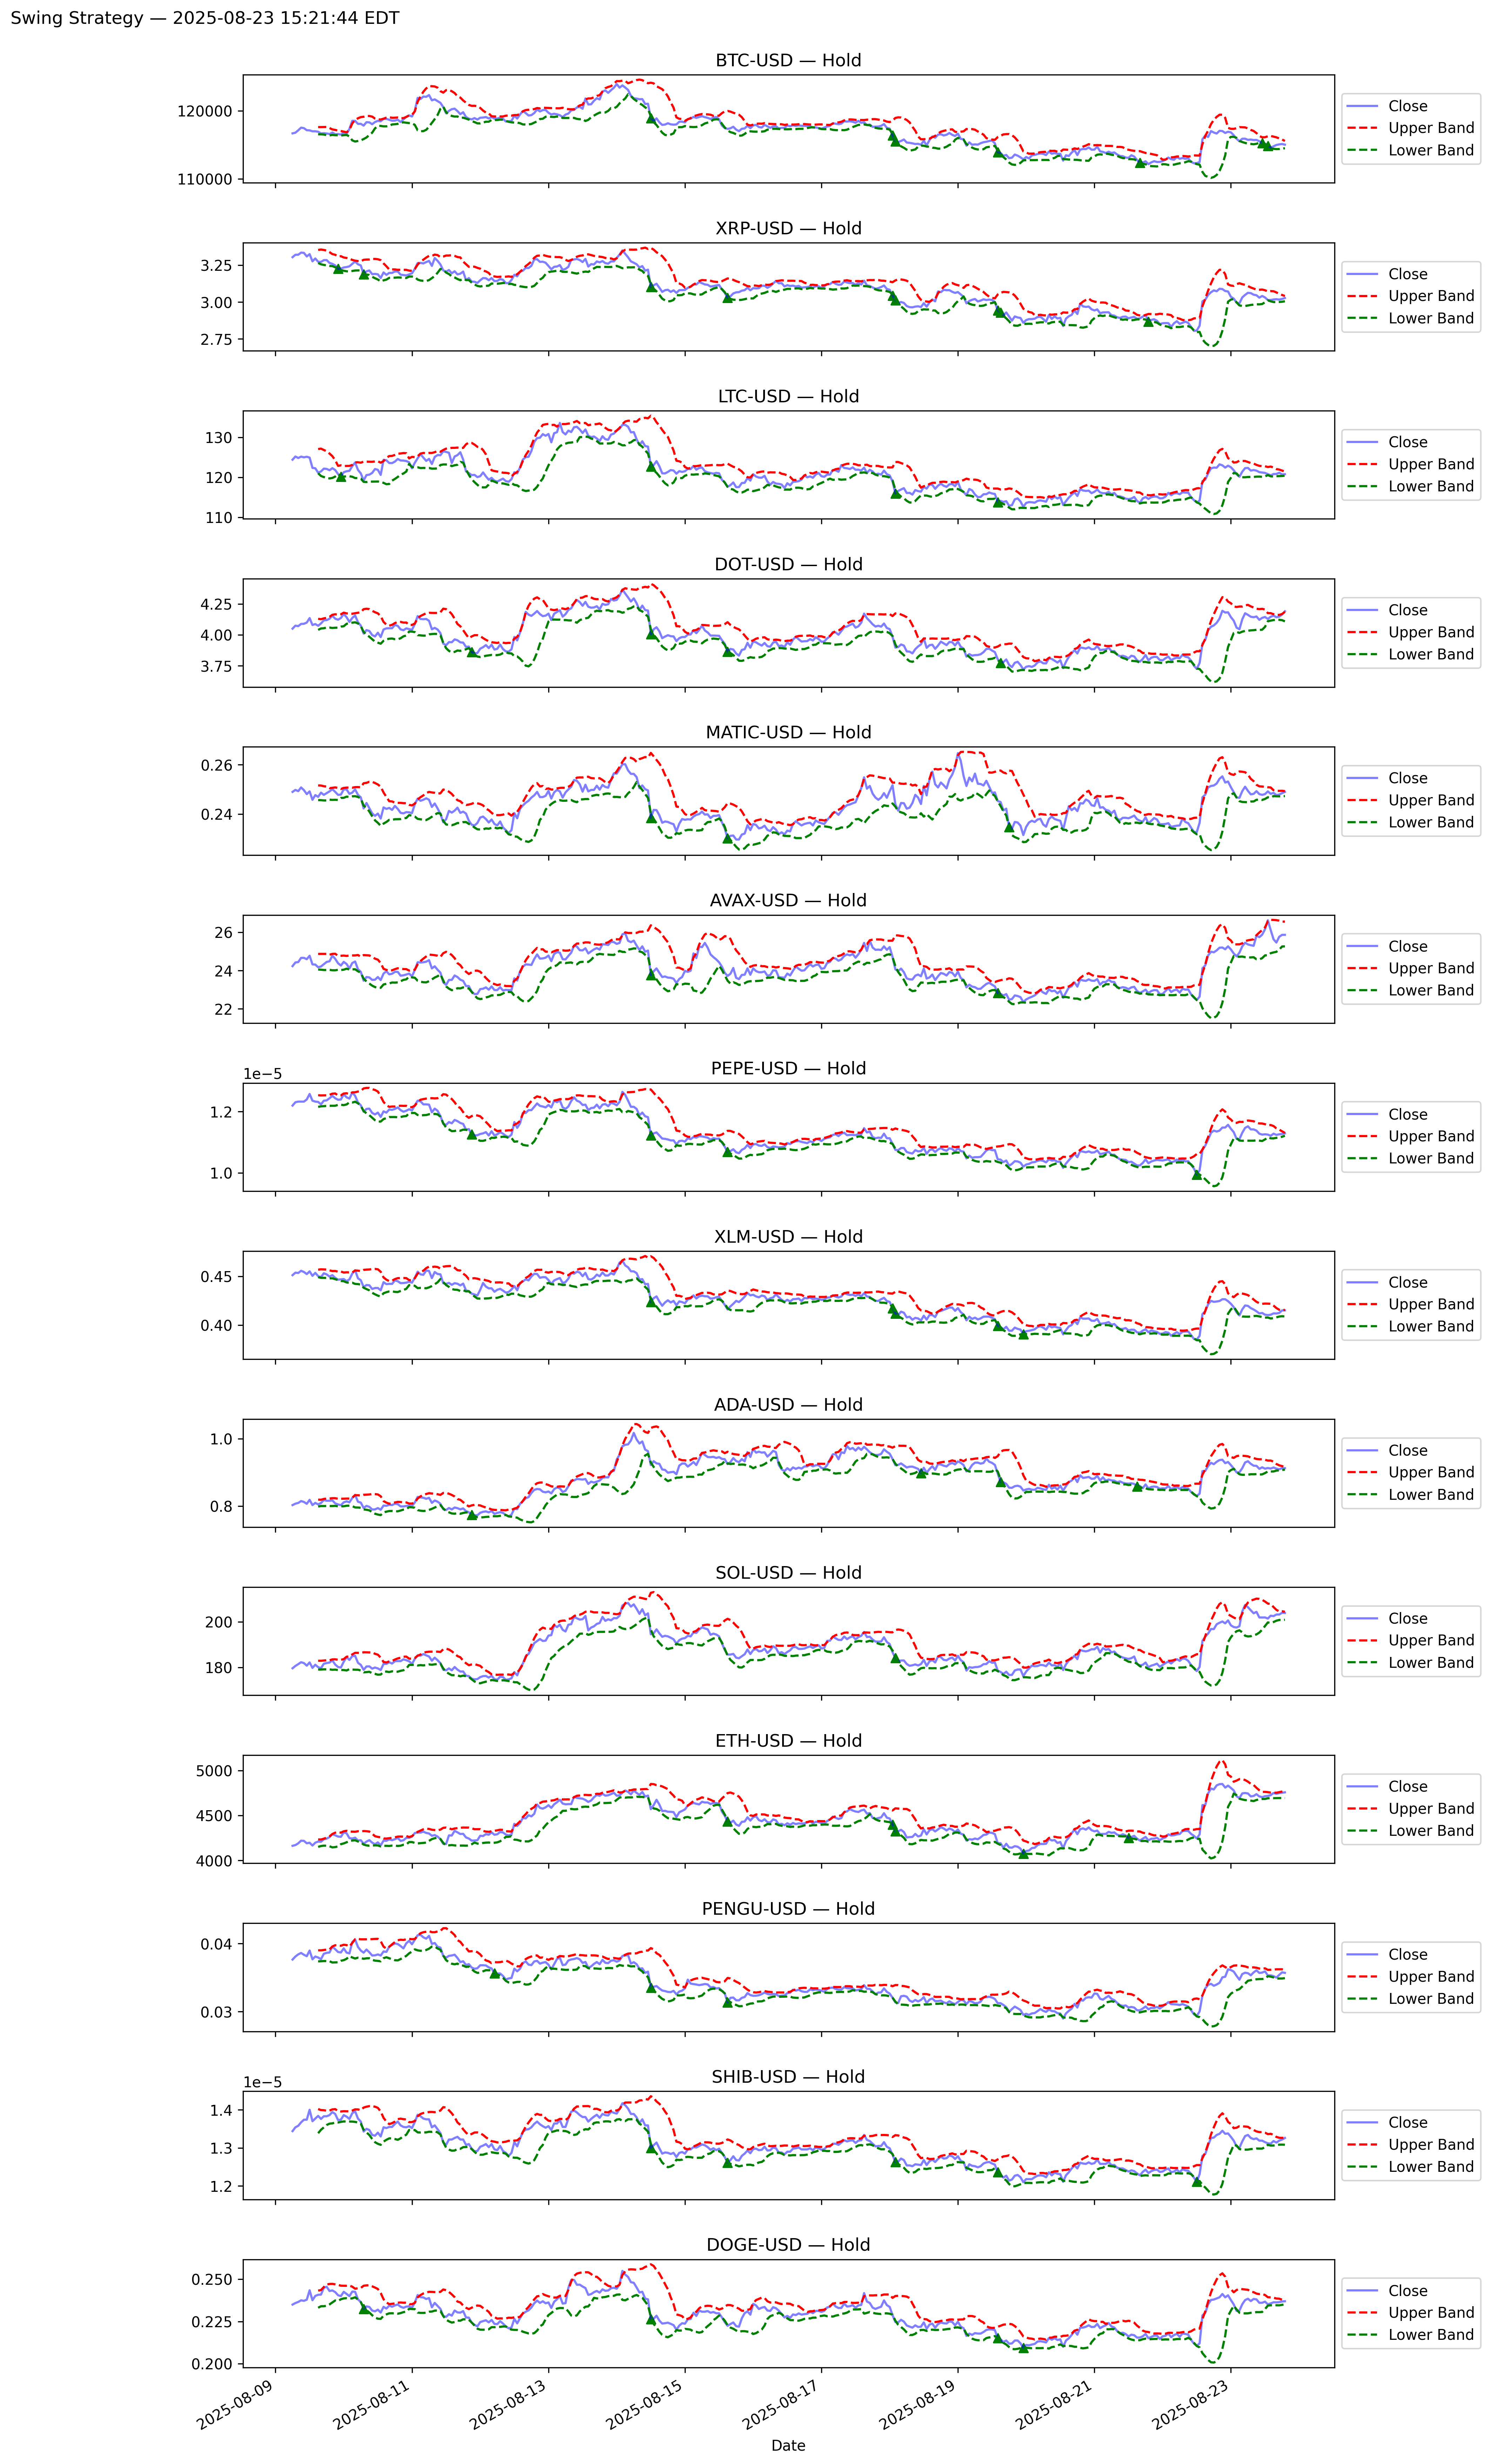 Swing Strategy — 2025-08-23 15:21:44 EDT
BTC-USD — Hold
120000
110000
Close
Upper Band
Lower Band
XRP-USD — Hold
3.25
3.00
2.75
Close
Upper Band
Lower Band
LTC-USD — Hold
130
120
110
Close
Upper Band
Lower Band
DOT-USD — Hold
4.25
4.00
3.75
Close
Upper Band
Lower Band
MATIC-USD — Hold
0.26
0.24
Close
Upper Band
Lower Band
AVAX-USD — Hold
26
24
22
Close
Upper Band
Lower Band
PEPE-USD — Hold
1e−5
1.2
1.0
Close
Upper Band
Lower Band
XLM-USD — Hold
0.45
0.40
Close
Upper Band
Lower Band
ADA-USD — Hold
1.0
0.8
Close
Upper Band
Lower Band
SOL-USD — Hold
200
180
Close
Upper Band
Lower Band
ETH-USD — Hold
5000
4500
4000
Close
Upper Band
Lower Band
PENGU-USD — Hold
0.04
0.03
Close
Upper Band
Lower Band
SHIB-USD — Hold
1e−5
1.4
1.3
1.2
Close
Upper Band
Lower Band
DOGE-USD — Hold
0.250
0.225
0.200
Close
Upper Band
Lower Band
2025-08-09
2025-08-11
2025-08-13
2025-08-15
2025-08-17
2025-08-19
2025-08-21
2025-08-23
Date